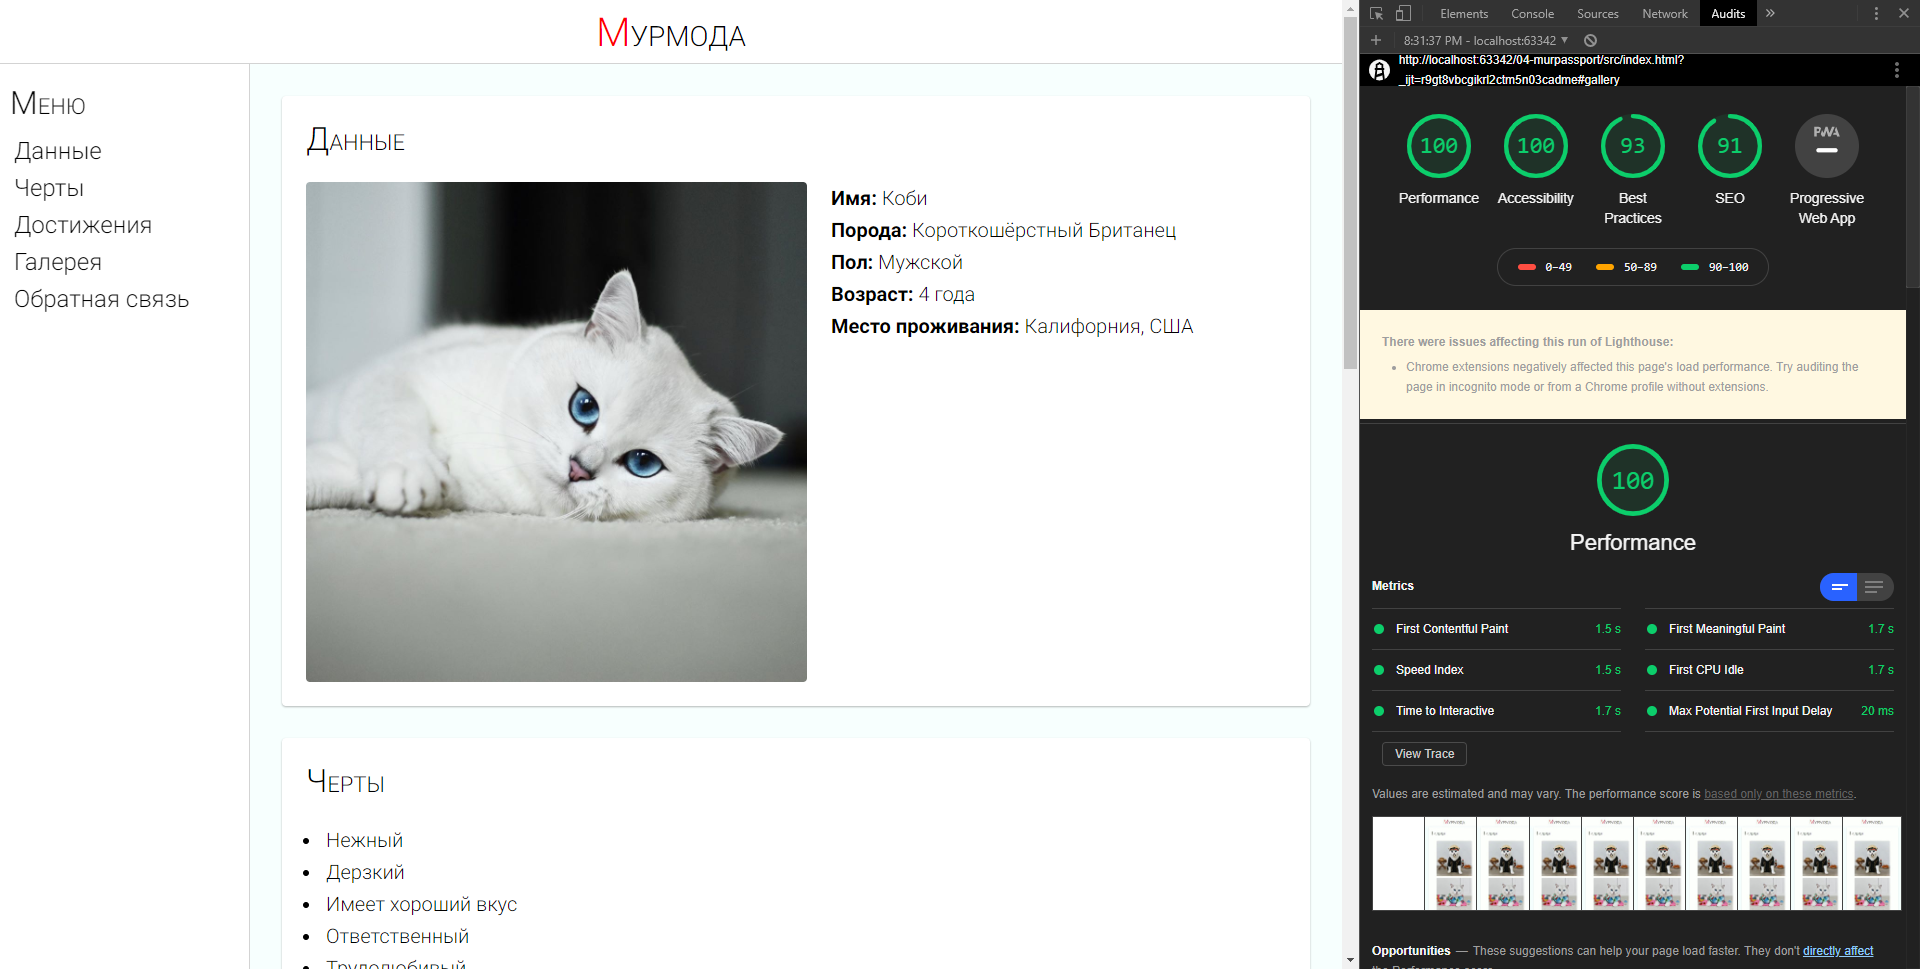 Мурмода
Меню
Данные
Черты
Достижения
Галерея
Обратная связь
Данные
Имя: Коби
Порода: Короткошёрстный Британец
Пол: Мужской
Возраст: 4 года
Место проживания: Калифорния, США
Черты
Нежный
Дерзкий
Имеет хороший вкус
Ответственный
Трудолюбивый
Elements Console Sources Network Audits
8:31:37 PM - localhost:63342
http://localhost:63342/04-murpassport/src/index.html?
_ijt=r9gt8vbcgikrl2ctm5n03cadme#gallery
100 100 93 91 PWA
Performance Accessibility Best Practices SEO Progressive Web App
0–49 50–89 90–100
There were issues affecting this run of Lighthouse:
Chrome extensions negatively affected this page's load performance. Try auditing the
page in incognito mode or from a Chrome profile without extensions.
100
Performance
Metrics
First Contentful Paint 1.5 s First Meaningful Paint 1.7 s
Speed Index 1.5 s First CPU Idle 1.7 s
Time to Interactive 1.7 s Max Potential First Input Delay 20 ms
View Trace
Values are estimated and may vary. The performance score is based only on these metrics.
Opportunities — These suggestions can help your page load faster. They don't directly affect
the Performance score.